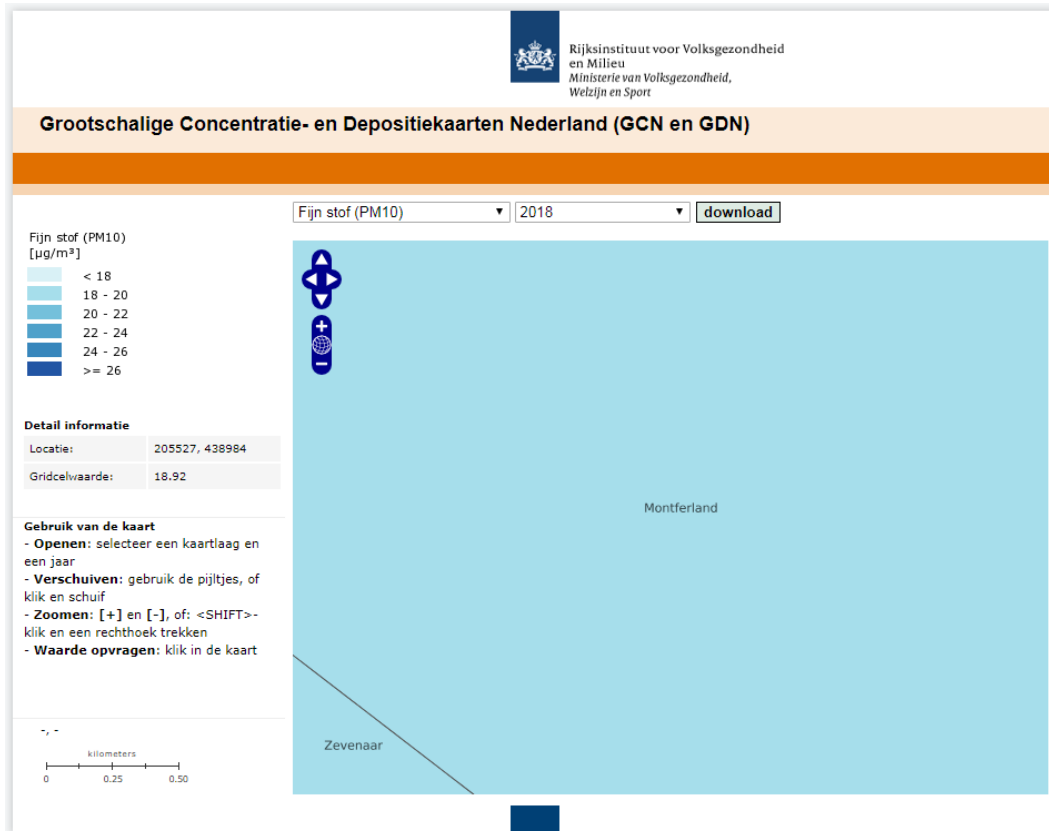 Rijksinstituut voor Volksgezondheid
en Milieu
Ministerie van Volksgezondheid,
Welzijn en Sport
Grootschalige Concentratie- en Depositiekaarten Nederland (GCN en GDN)
Fijn stof (PM10) 2018 download
Fijn stof (PM10)
[µg/m³]
< 18
18 - 20
20 - 22
22 - 24
24 - 26
>= 26
Detail informatie
Locatie: 205527, 438984
Gridcelwaarde: 18.92
Gebruik van de kaart
- Openen: selecteer een kaartlaag en
een jaar
- Verschuiven: gebruik de pijltjes, of
klik en schuif
- Zoomen: [+] en [-], of: <SHIFT>-
klik en een rechthoek trekken
- Waarde opvragen: klik in de kaart
Montferland
Zevenaar
-, -
kilometers
0 0.25 0.50